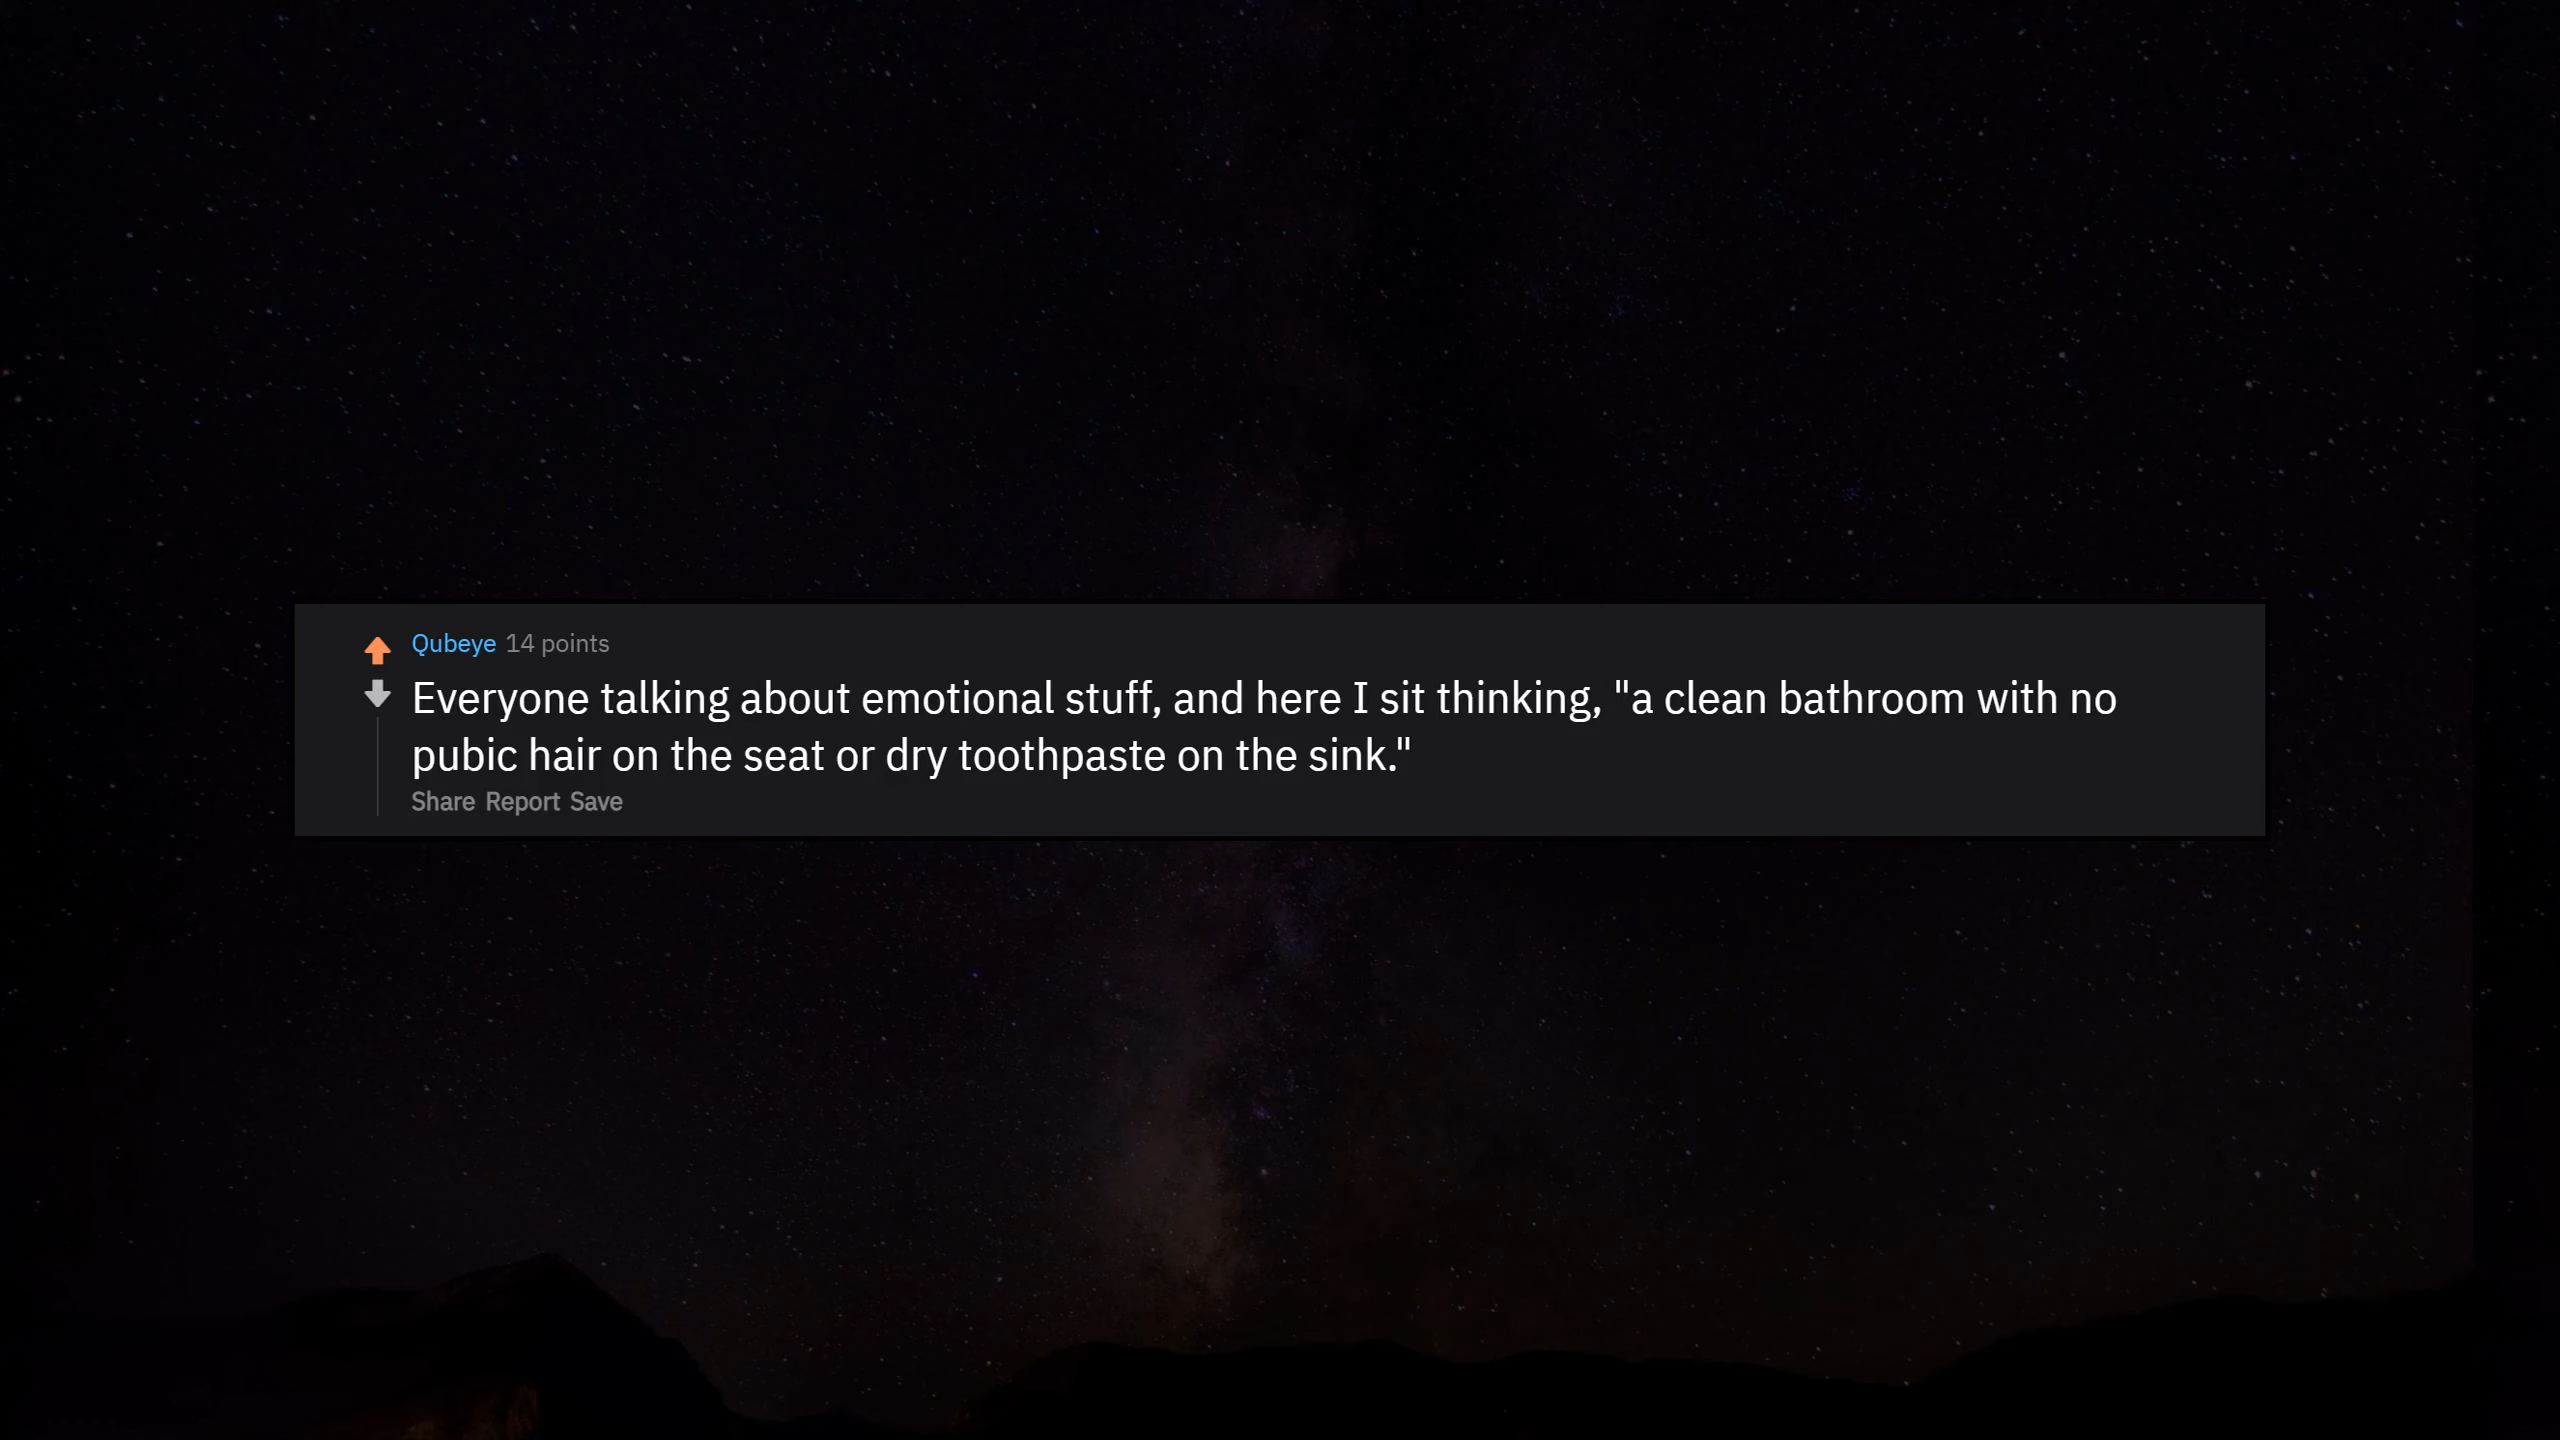 Qubeye 14 points
Everyone talking about emotional stuff, and here I sit thinking, "a clean bathroom with no
pubic hair on the seat or dry toothpaste on the sink."
Share Report Save